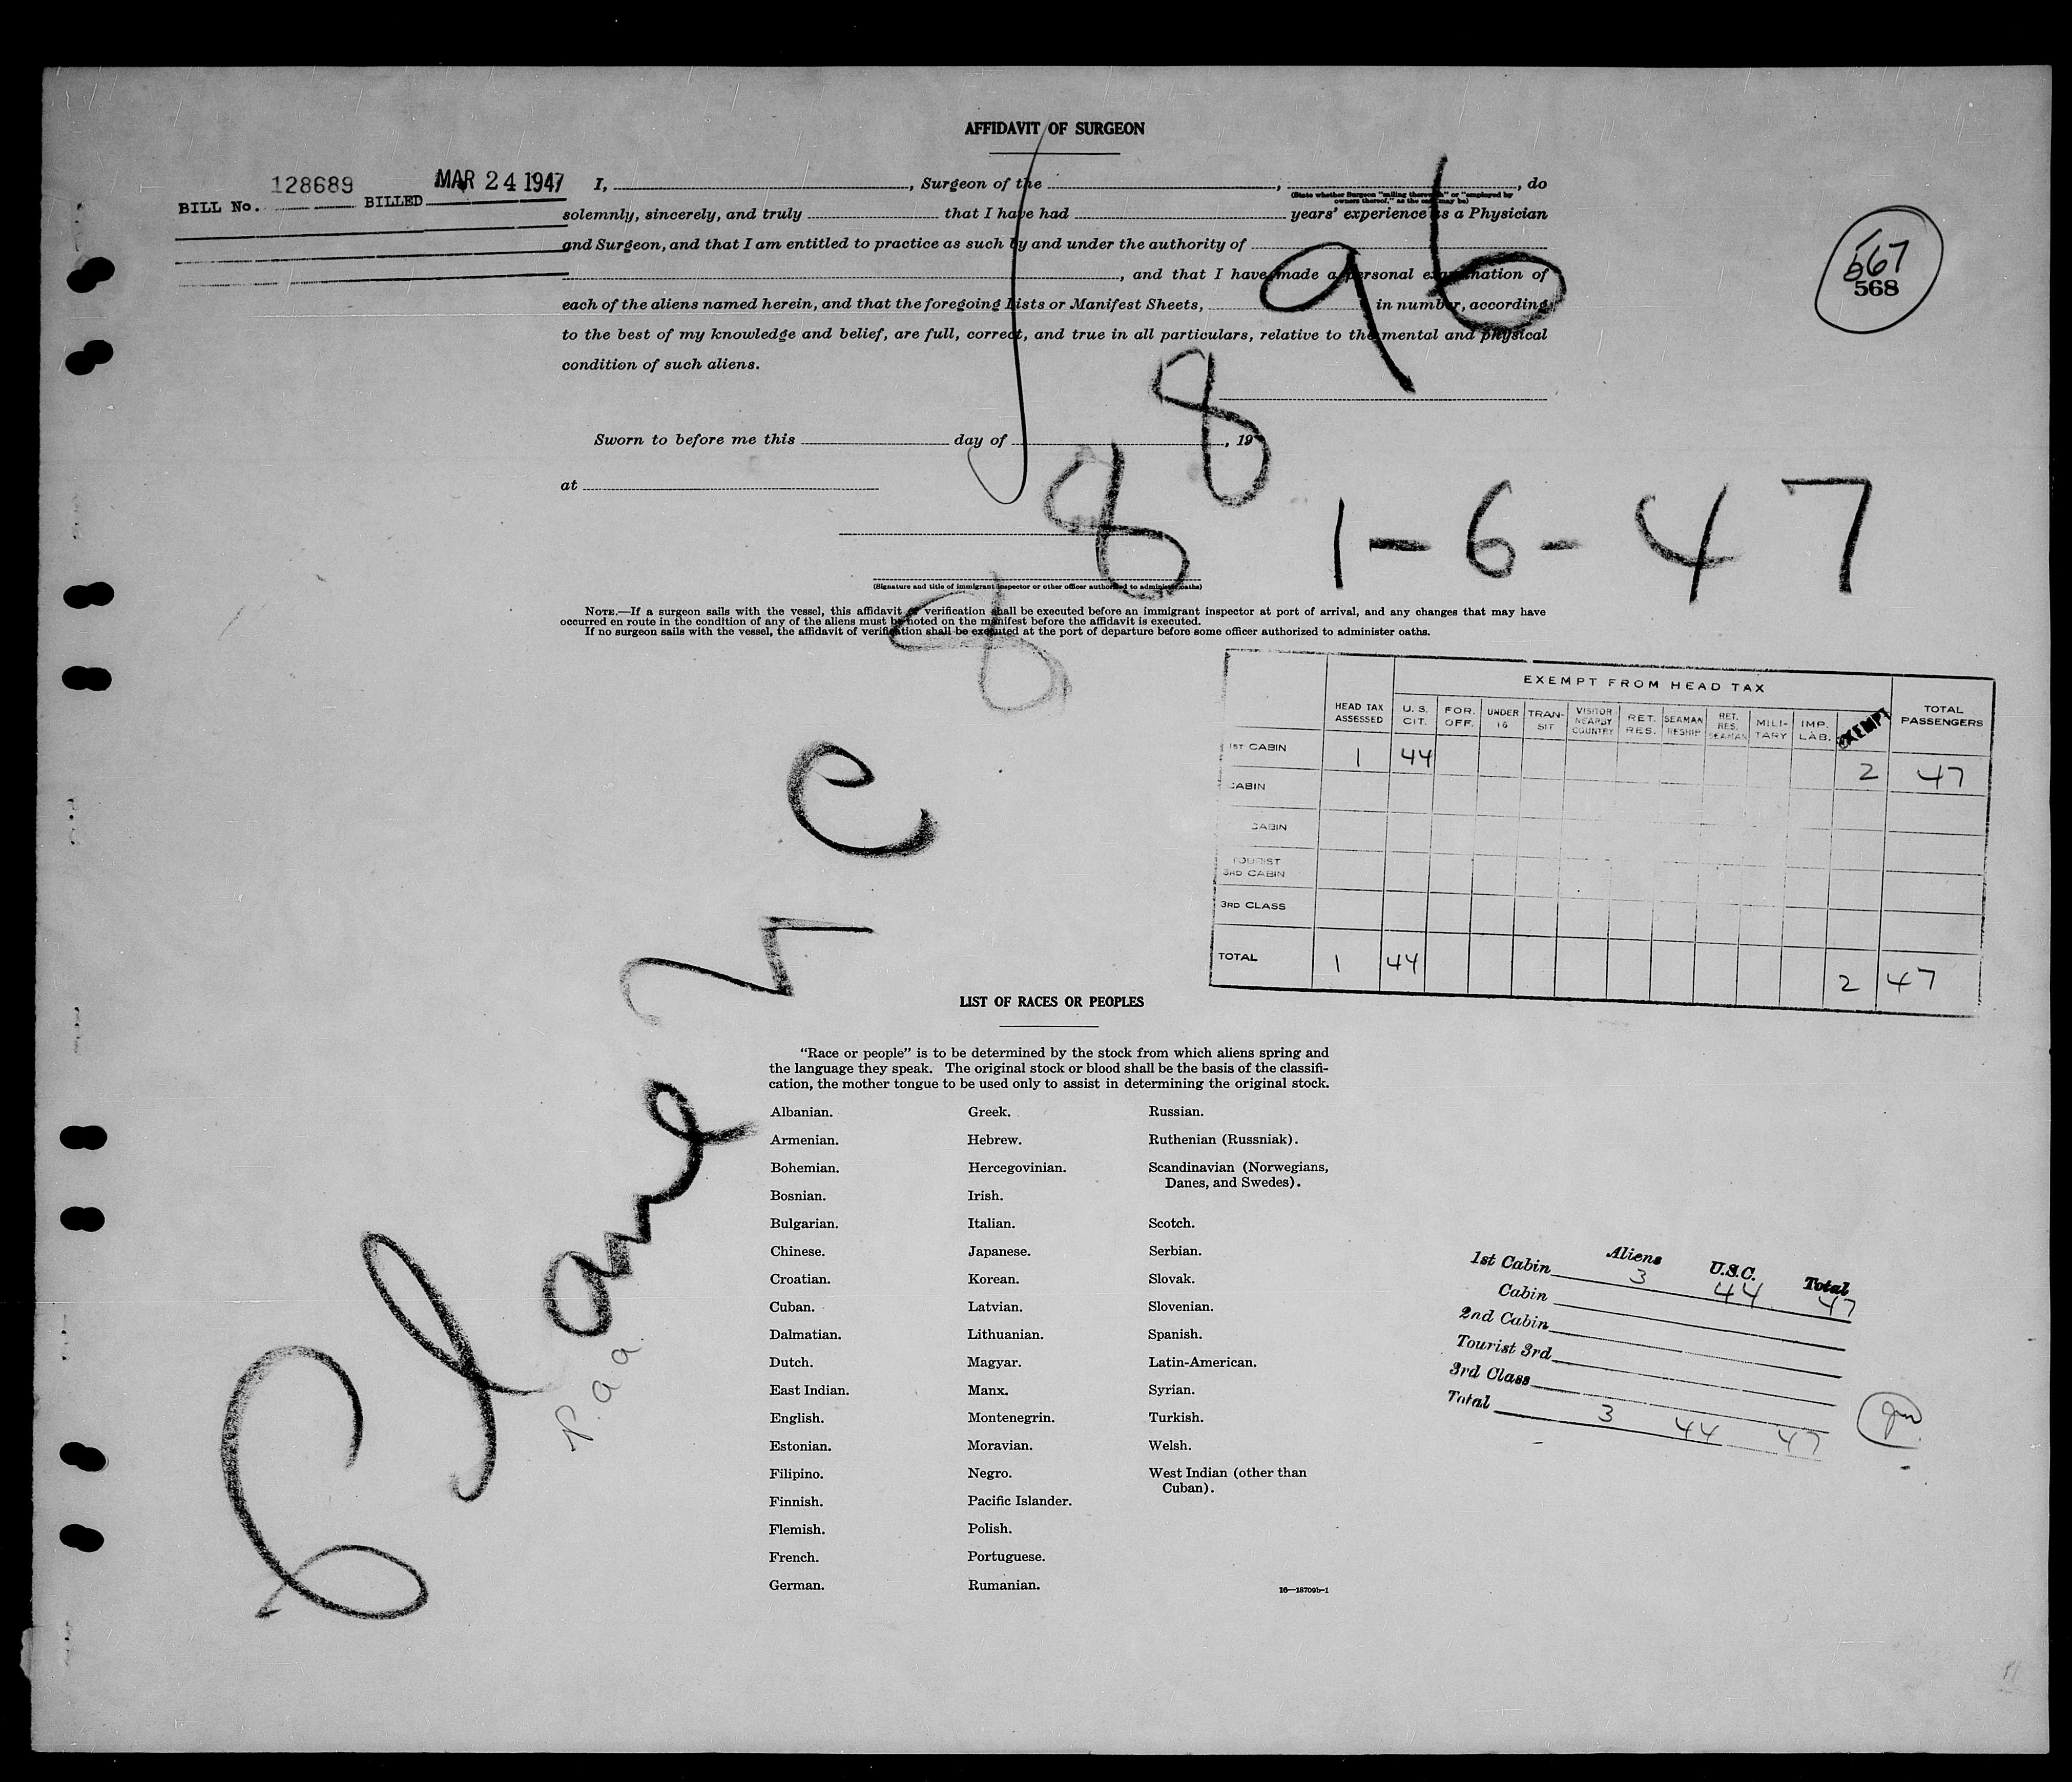 AFFIDAVIT OF SURGEON
BILL No. 128689 BILLED MAR 24 1947
I, , Surgeon of the , , do
(State whether Surgeon "sailing therewith" or "employed by owners thereof," as the case may be)
solemnly, sincerely, and truly that I have had years' experience as a Physician
and Surgeon, and that I am entitled to practice as such by and under the authority of
, and that I have made a personal examination of
each of the aliens named herein, and that the foregoing Lists or Manifest Sheets, in number, according
to the best of my knowledge and belief, are full, correct, and true in all particulars, relative to the mental and physical
condition of such aliens.
567
568
Sworn to before me this day of , 19
at
(Signature and title of immigrant inspector or other officer authorized to administer oaths)
NOTE.—If a surgeon sails with the vessel, this affidavit or verification shall be executed before an immigrant inspector at port of arrival, and any changes that may have
occurred en route in the condition of any of the aliens must be noted on the manifest before the affidavit is executed.
If no surgeon sails with the vessel, the affidavit of verification shall be executed at the port of departure before some officer authorized to administer oaths.
Plane NC 88896
P.a.a.
1-6-47
EXEMPT FROM HEAD TAX
HEAD TAX ASSESSED U. S. CIT. FOR. OFF. UNDER 16 TRANSIT VISITOR NEARBY COUNTRY RET. RES. SEAMAN RESHIP RET. RES. SEAMAN MILITARY IMP. LAB. EXEMPT TOTAL PASSENGERS
1ST CABIN 1 44 2 47
CABIN
CABIN
TOURIST 3RD CABIN
3RD CLASS
TOTAL 1 44 2 47
LIST OF RACES OR PEOPLES
"Race or people" is to be determined by the stock from which aliens spring and
the language they speak. The original stock or blood shall be the basis of the classifi-
cation, the mother tongue to be used only to assist in determining the original stock.
Albanian.
Armenian.
Bohemian.
Bosnian.
Bulgarian.
Chinese.
Croatian.
Cuban.
Dalmatian.
Dutch.
East Indian.
English.
Estonian.
Filipino.
Finnish.
Flemish.
French.
German.
Greek.
Hebrew.
Hercegovinian.
Irish.
Italian.
Japanese.
Korean.
Latvian.
Lithuanian.
Magyar.
Manx.
Montenegrin.
Moravian.
Negro.
Pacific Islander.
Polish.
Portuguese.
Rumanian.
Russian.
Ruthenian (Russniak).
Scandinavian (Norwegians,
Danes, and Swedes).
Scotch.
Serbian.
Slovak.
Slovenian.
Spanish.
Latin-American.
Syrian.
Turkish.
Welsh.
West Indian (other than
Cuban).
16—18709b-1
Aliens U.S.C. Total
1st Cabin 3 44 47
Cabin
2nd Cabin
Tourist 3rd
3rd Class
Total 3 44 47